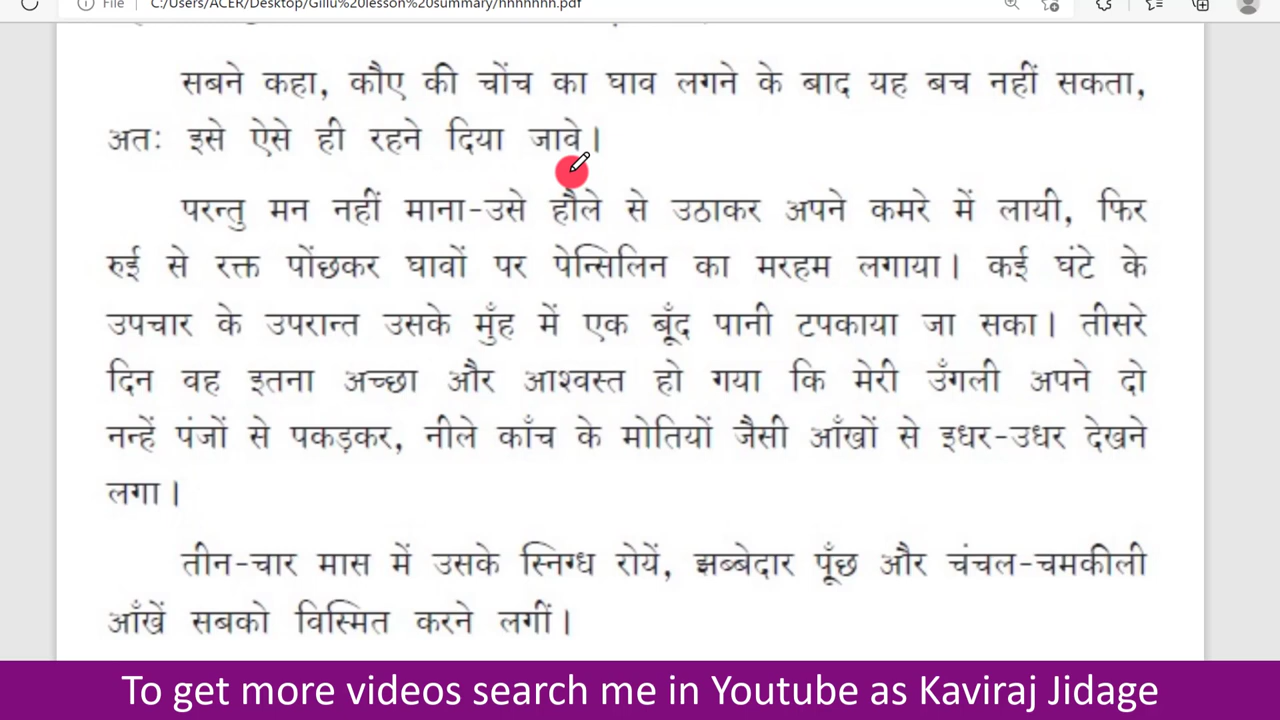 File
C:/Users/ACER/Desktop/Gillu%20lesson%20summary/nnnnnnn.pdf
सबने कहा, कौए की चोंच का घाव लगने के बाद यह बच नहीं सकता,
अतः इसे ऐसे ही रहने दिया जावे।
परन्तु मन नहीं माना-उसे हौले से उठाकर अपने कमरे में लायी, फिर
रुई से रक्त पोंछकर घावों पर पेन्सिलिन का मरहम लगाया। कई घंटे के
उपचार के उपरान्त उसके मुँह में एक बूँद पानी टपकाया जा सका। तीसरे
दिन वह इतना अच्छा और आश्वस्त हो गया कि मेरी उँगली अपने दो
नन्हें पंजों से पकड़कर, नीले काँच के मोतियों जैसी आँखों से इधर-उधर देखने
लगा।
तीन-चार मास में उसके स्निग्ध रोयें, झब्बेदार पूँछ और चंचल-चमकीली
आँखें सबको विस्मित करने लगीं।
To get more videos search me in Youtube as Kaviraj Jidage